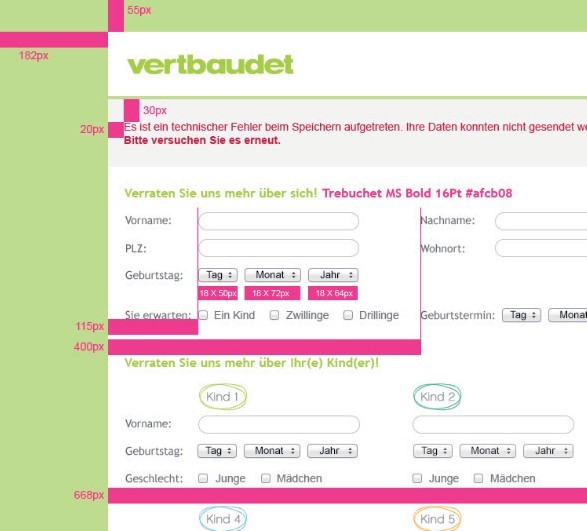 55px
182px
vertbaudet
30px
20px
Es ist ein technischer Fehler beim Speichern aufgetreten. Ihre Daten konnten nicht gesendet
Bitte versuchen Sie es erneut.
Verraten Sie uns mehr über sich! Trebuchet MS Bold 16Pt #afcb08
Vorname: Nachname:
PLZ: Wohnort:
Geburtstag: Tag Monat Jahr
18 X 50px 18 X 72px 18 X 64px
Sie erwarten: Ein Kind Zwillinge Drillinge Geburtstermin: Tag Monat
115px
400px
Verraten Sie uns mehr über Ihr(e) Kind(er)!
Kind 1 Kind 2
Vorname:
Geburtstag: Tag Monat Jahr Tag Monat Jahr
Geschlecht: Junge Mädchen Junge Mädchen
668px
Kind 4 Kind 5